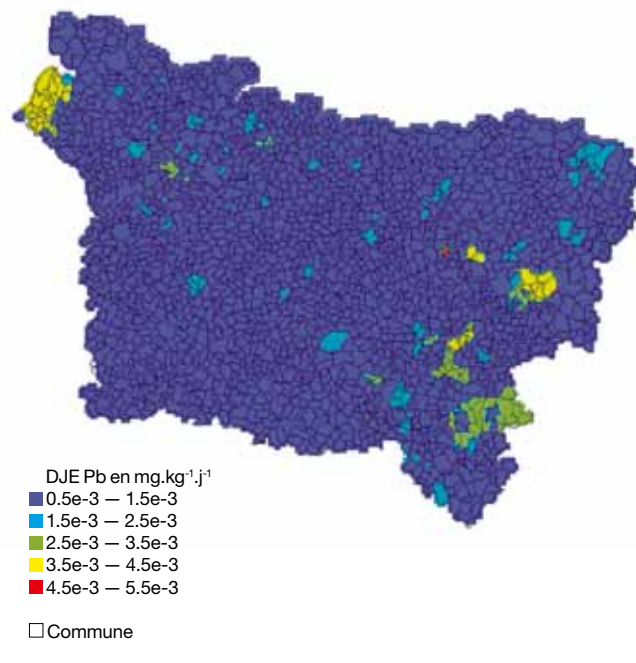 DJE Pb en mg.kg⁻¹.j⁻¹
0.5e-3 — 1.5e-3
1.5e-3 — 2.5e-3
2.5e-3 — 3.5e-3
3.5e-3 — 4.5e-3
4.5e-3 — 5.5e-3
Commune